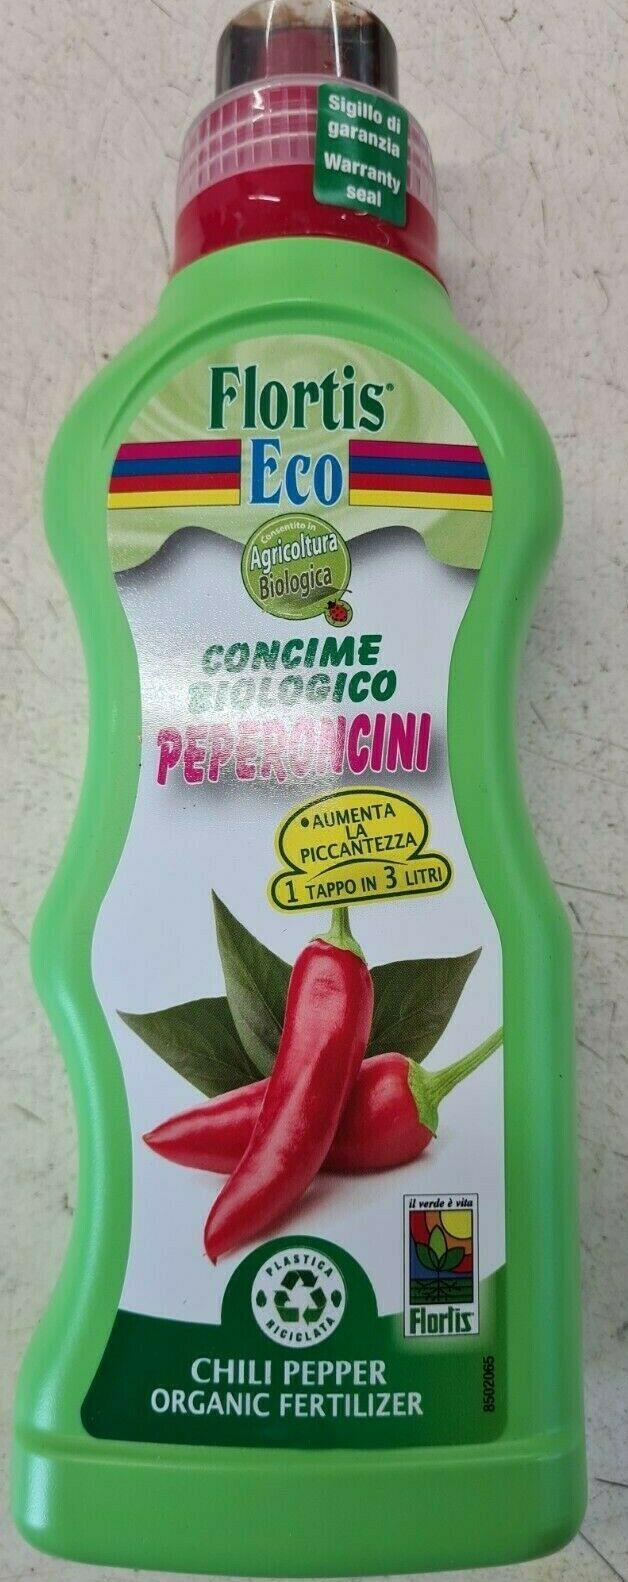 Sigillo di
garanzia
Warranty
seal
Flortis®
Eco
Consentito in
Agricoltura
Biologica
CONCIME
BIOLOGICO
PEPERONCINI
•AUMENTA
LA
PICCANTEZZA
1 TAPPO IN 3 LITRI
il verde è vita
Flortis
PLASTICA
RICICLATA
CHILI PEPPER
ORGANIC FERTILIZER
8502065